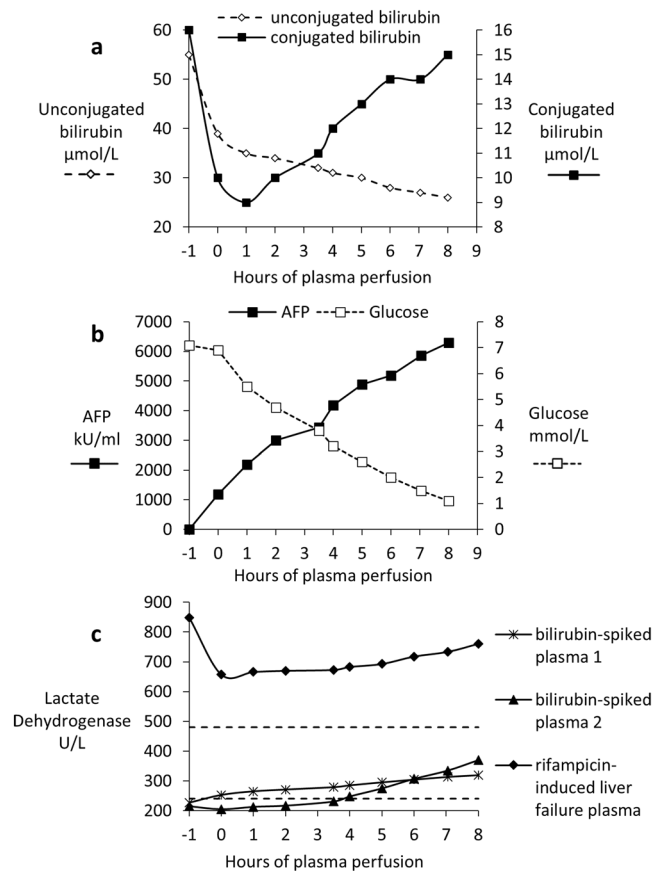 unconjugated bilirubin
conjugated bilirubin
a
Unconjugated
bilirubin
µmol/L
60
50
40
30
20
Conjugated
bilirubin
µmol/L
16
15
14
13
12
11
10
9
8
-1 0 1 2 3 4 5 6 7 8 9
Hours of plasma perfusion
b
AFP Glucose
AFP
kU/ml
7000
6000
5000
4000
3000
2000
1000
0
Glucose
mmol/L
8
7
6
5
4
3
2
1
0
-1 0 1 2 3 4 5 6 7 8 9
Hours of plasma perfusion
c
Lactate
Dehydrogenase
U/L
900
800
700
600
500
400
300
200
-1 0 1 2 3 4 5 6 7 8
Hours of plasma perfusion
bilirubin-spiked
plasma 1
bilirubin-spiked
plasma 2
rifampicin-
induced liver
failure plasma